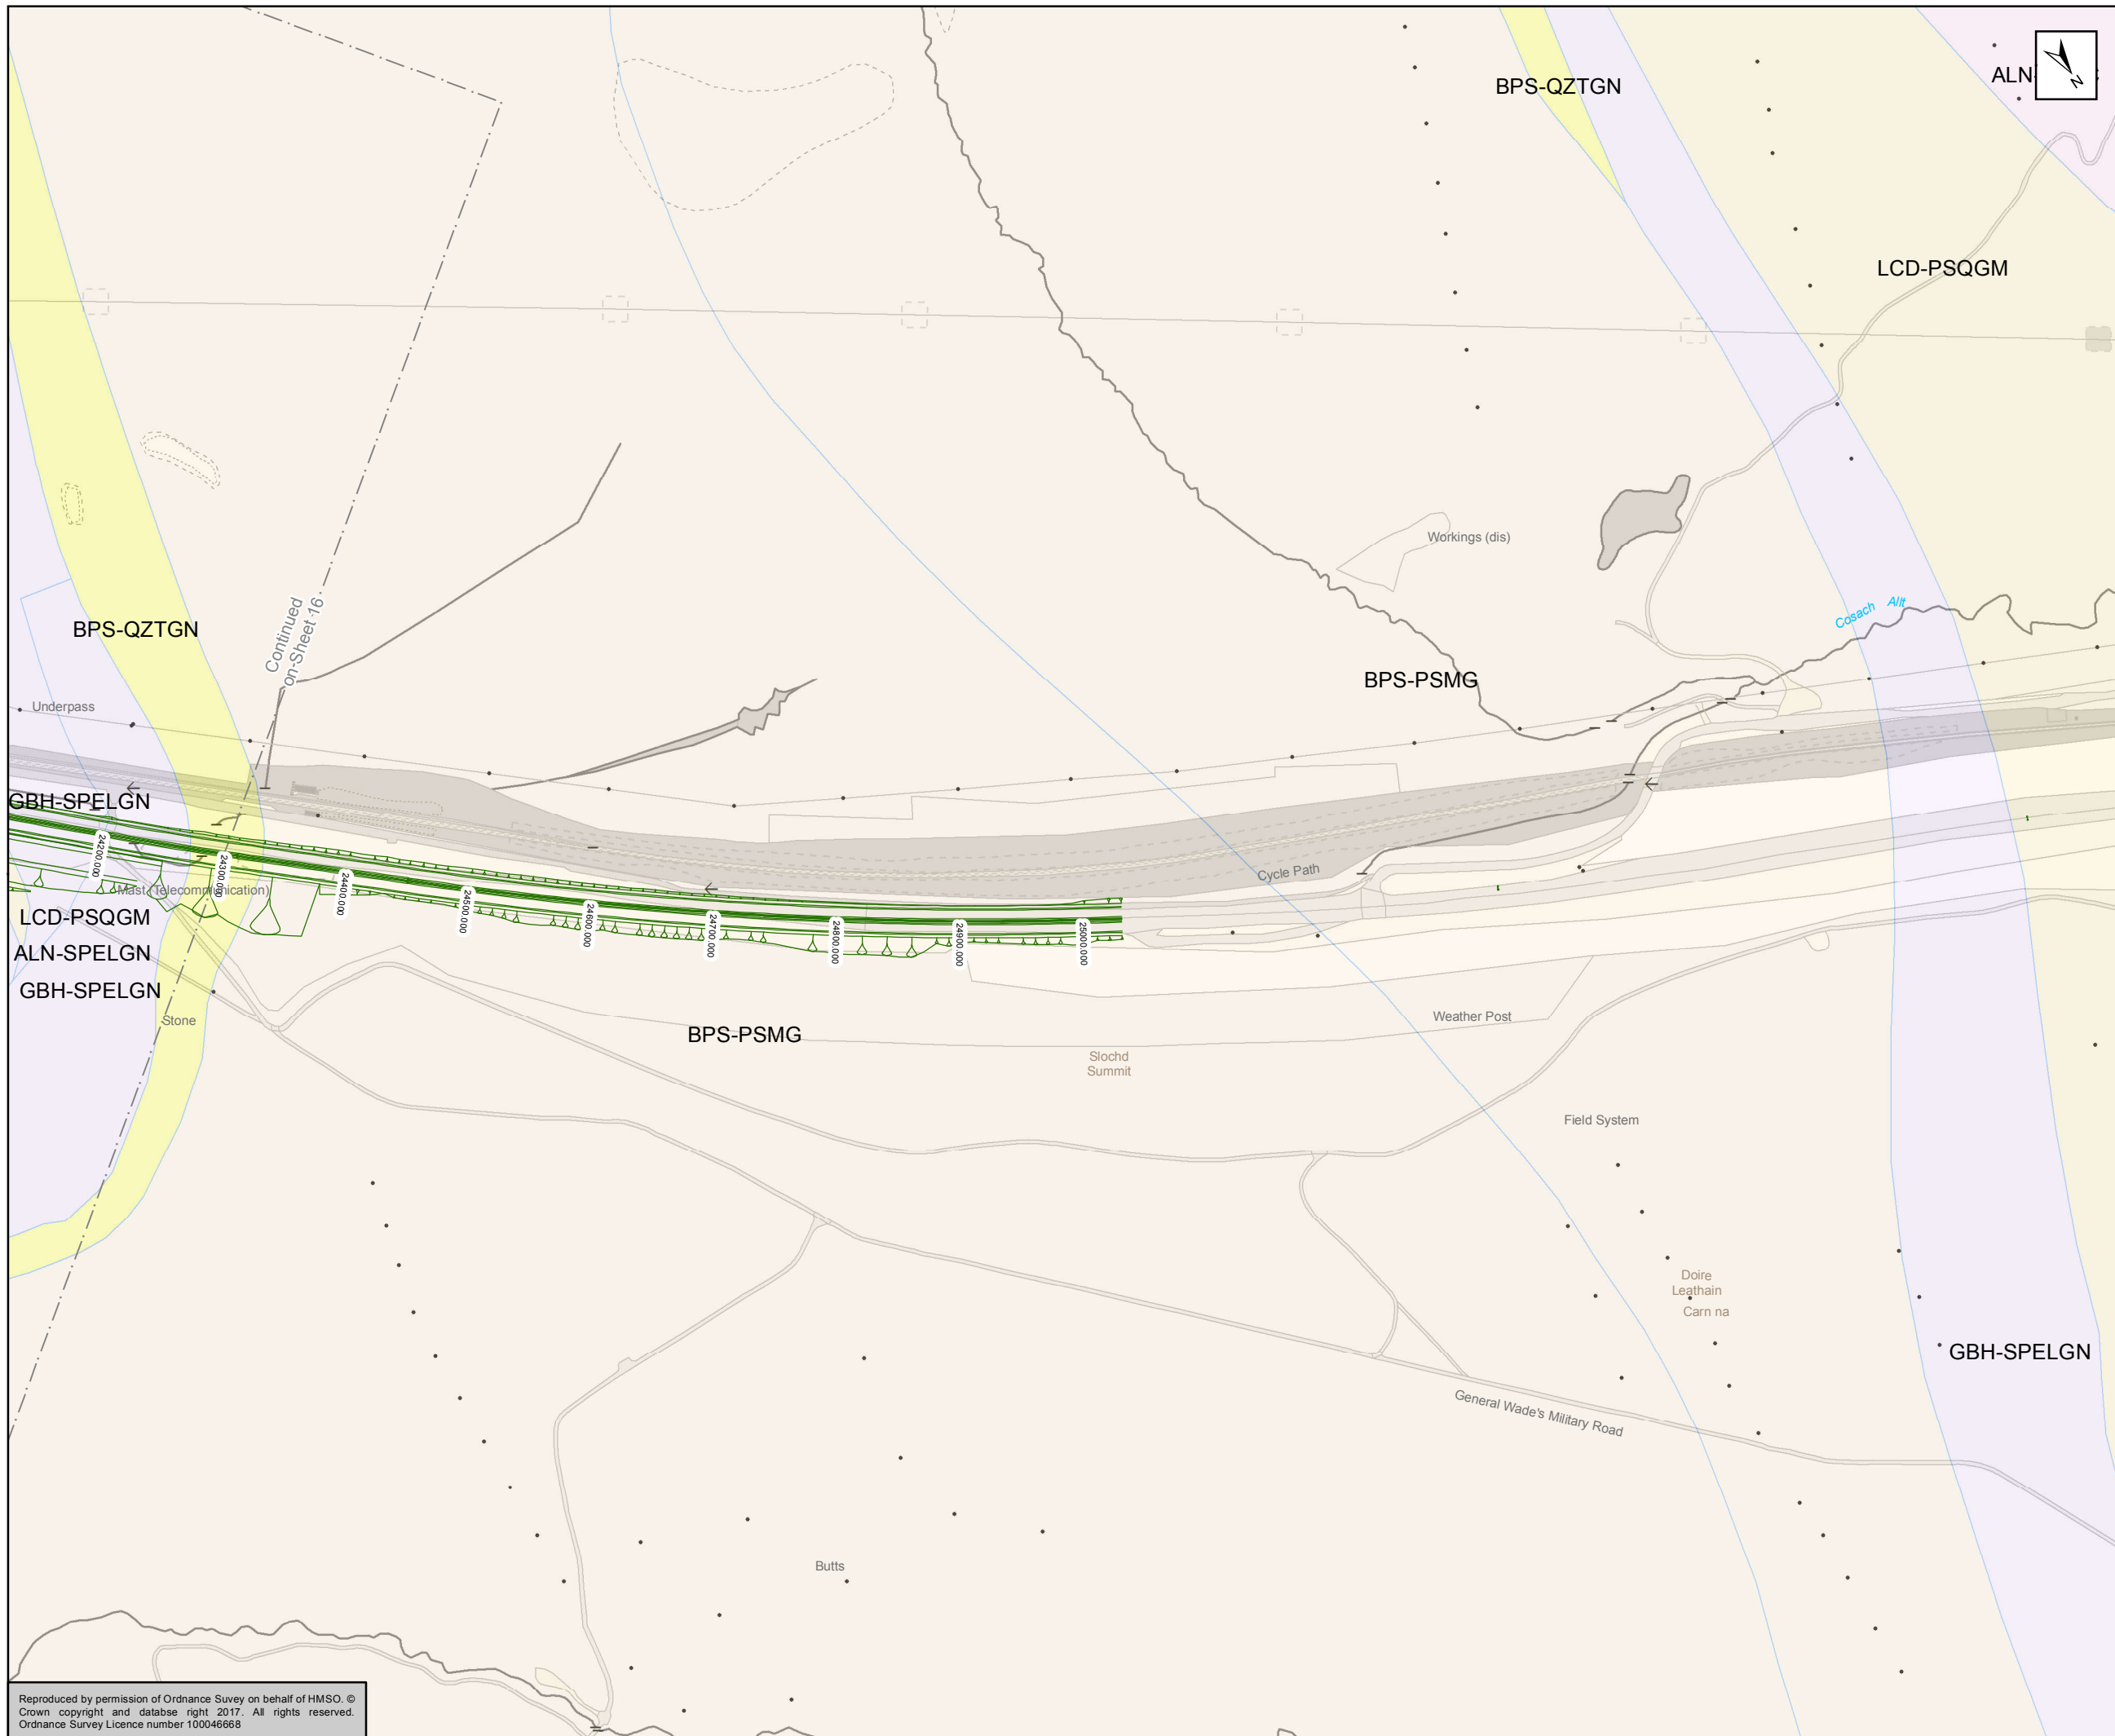 BPS-QZTGN
ALN-
N
LCD-PSQGM
Workings (dis)
Cosach Allt
BPS-QZTGN
Continued
on Sheet 16
BPS-PSMG
Underpass
GBH-SPELGN
24200.000
24300.000
24400.000
24500.000
24600.000
24700.000
24800.000
24900.000
25000.000
Cycle Path
Mast (Telecommunication)
LCD-PSQGM
ALN-SPELGN
GBH-SPELGN
Stone
BPS-PSMG
Weather Post
Slochd
Summit
Field System
Doire
Leathain
Carn na
GBH-SPELGN
General Wade's Military Road
Butts
Reproduced by permission of Ordnance Suvey on behalf of HMSO. ©
Crown copyright and databse right 2017. All rights reserved.
Ordnance Survey Licence number 100046668